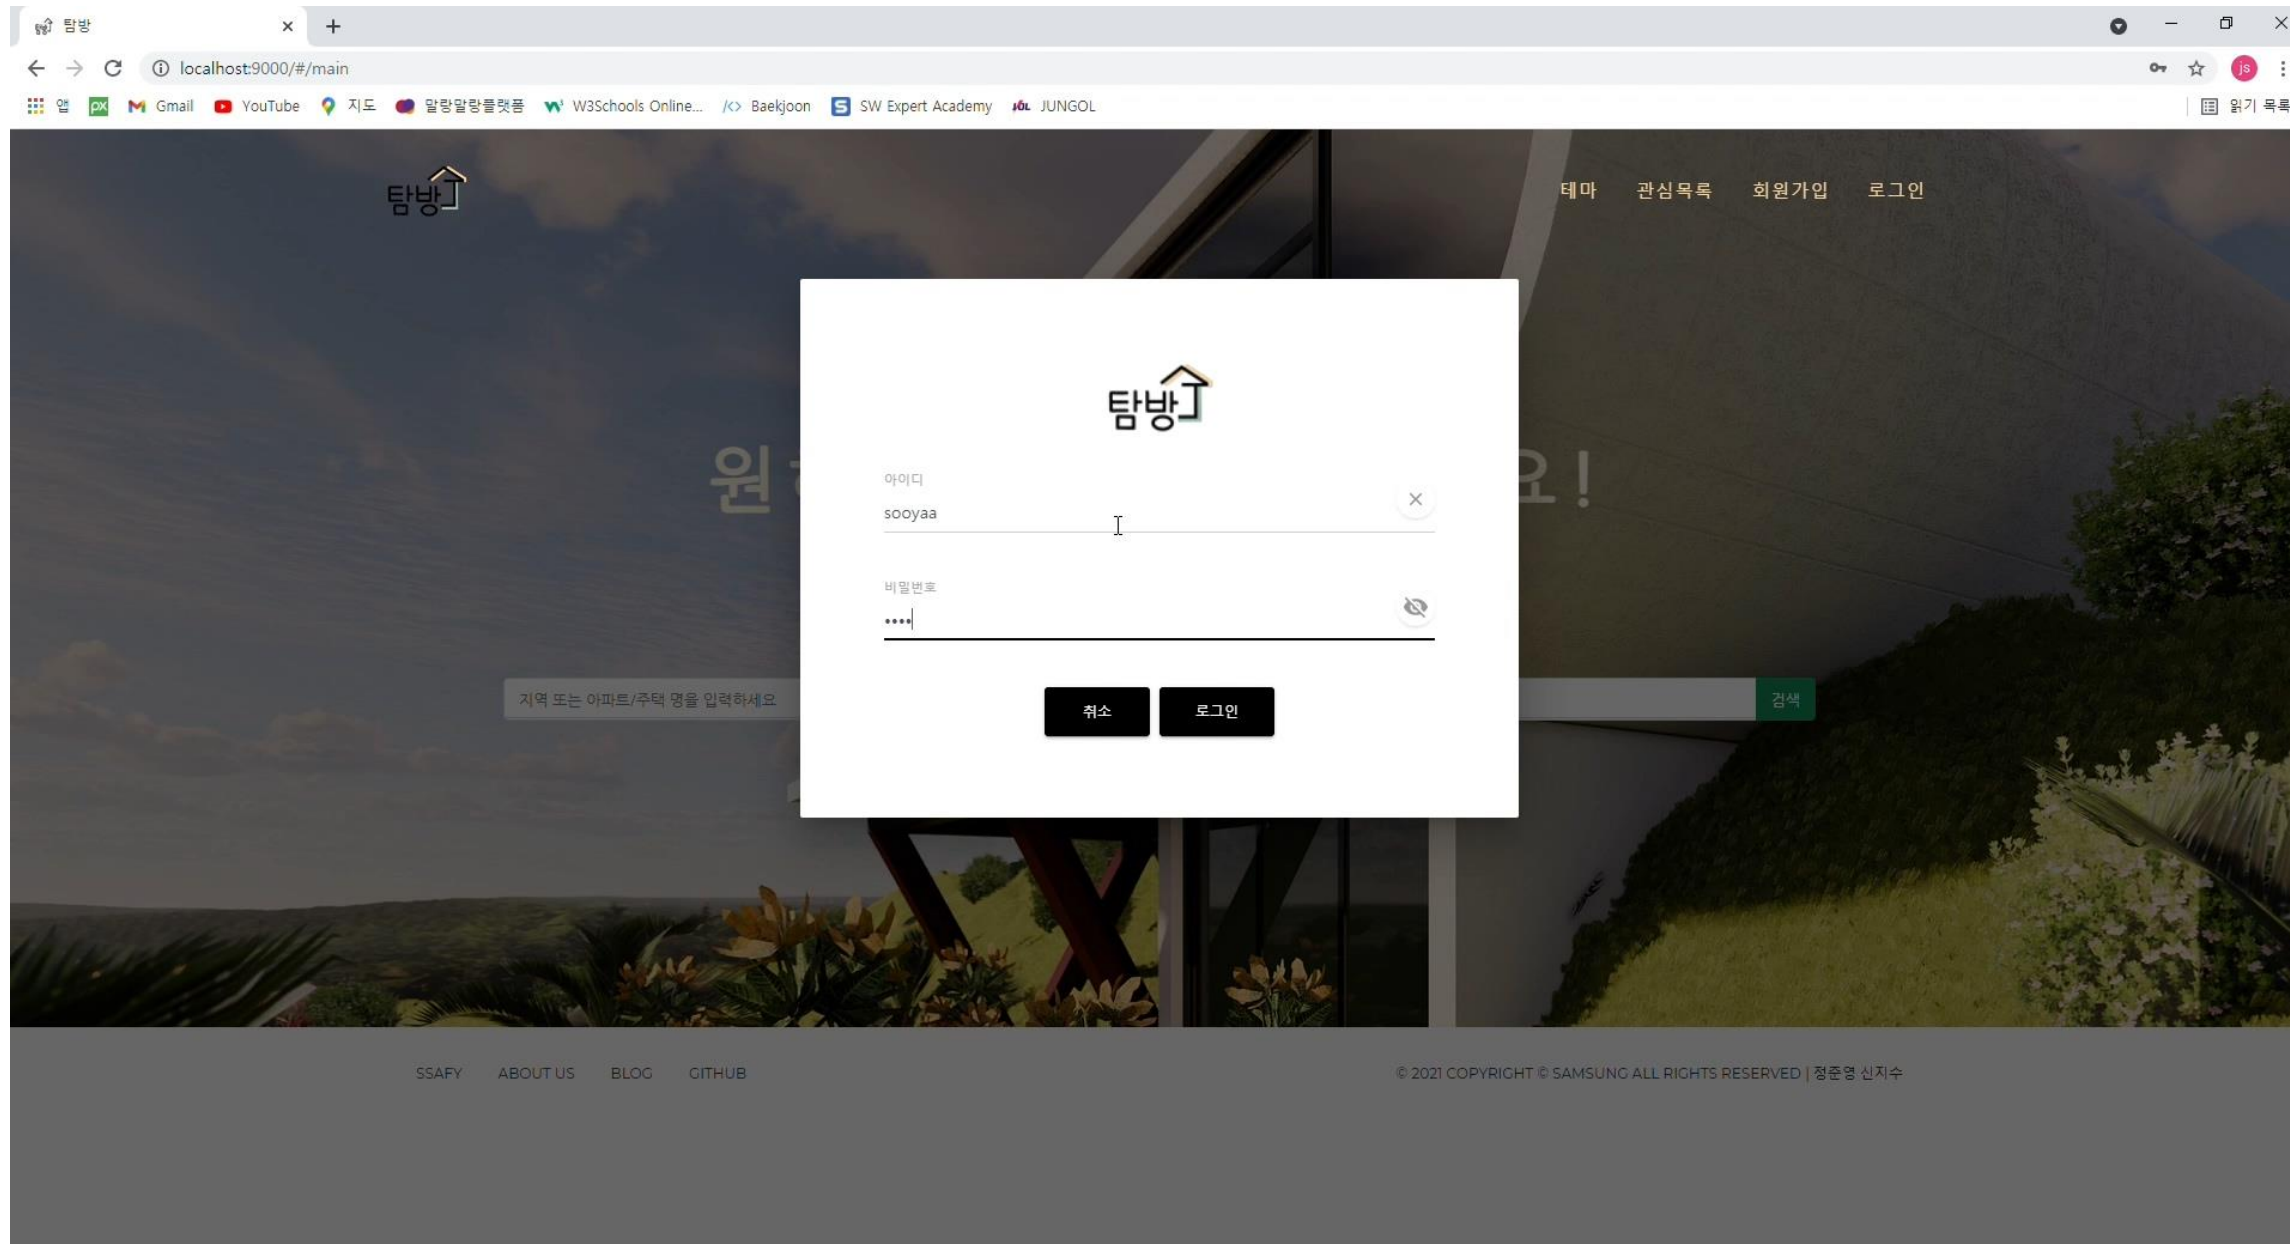 탐방
localhost:9000/#/main
js
앱 Gmail YouTube 지도 말랑말랑플랫폼 W3Schools Online... Baekjoon SW Expert Academy JUNGOL 읽기 목록
탐방
테마 관심목록 회원가입 로그인
탐방
원 요!
아이디
sooyaa
비밀번호
••••
지역 또는 아파트/주택 명을 입력하세요 취소 로그인 검색
SSAFY ABOUT US BLOG GITHUB © 2021 COPYRIGHT © SAMSUNG ALL RIGHTS RESERVED | 정준영 신지수